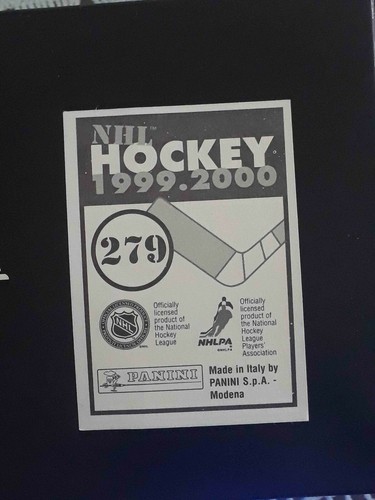 NHL
HOCKEY
1999.2000
279
Officially
licensed
product of
the National
Hockey
League
NHL
Officially
licensed
product of
the National
Hockey
League
Players'
Association
NHLPA
PANINI
Made in Italy by
PANINI S.p.A. -
Modena